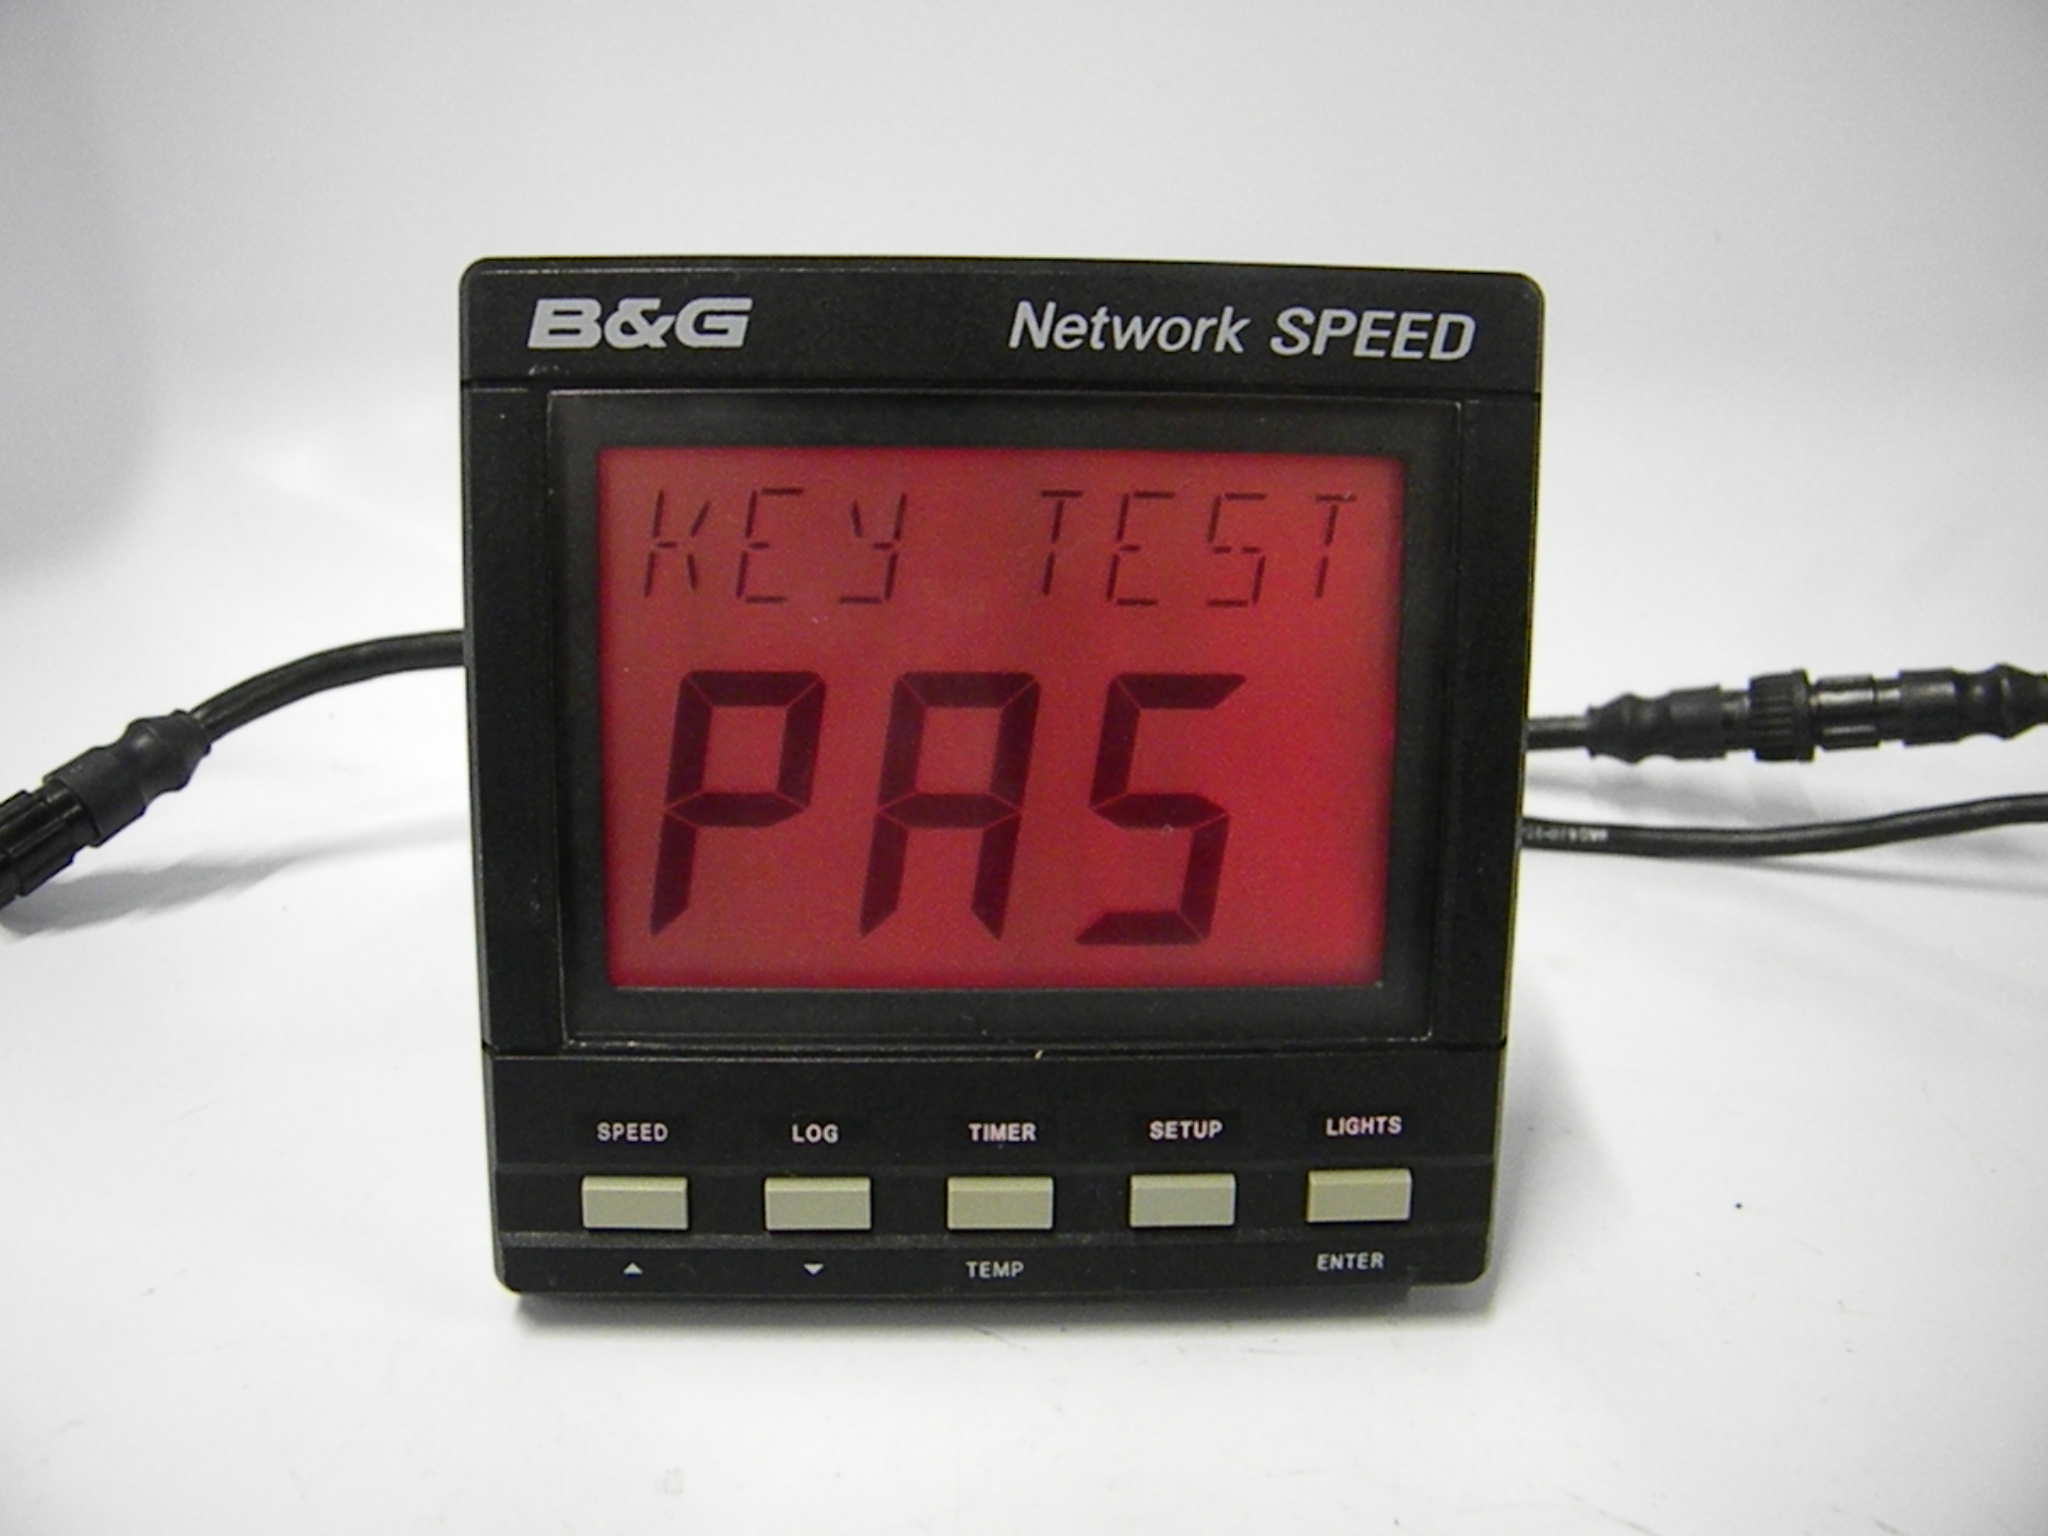 B&G Network SPEED
KEY TEST
PAS
SPEED LOG TIMER SETUP LIGHTS
TEMP ENTER